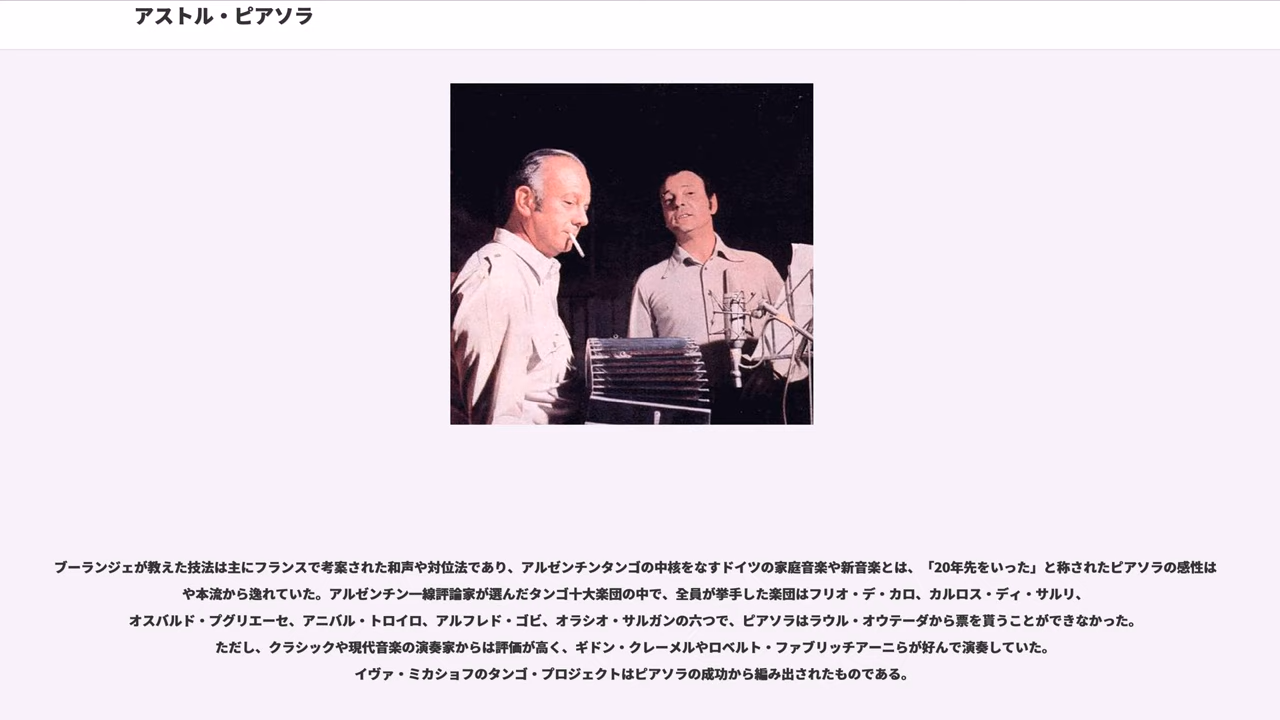 アストル・ピアソラ
ブーランジェが教えた技法は主にフランスで考案された和声や対位法であり、アルゼンチンタンゴの中核をなすドイツの家庭音楽や新音楽とは、「20年先をいった」と称されたピアソラの感性は
や本流から逸れていた。アルゼンチン一線評論家が選んだタンゴ十大楽団の中で、全員が挙手した楽団はフリオ・デ・カロ、カルロス・ディ・サルリ、
オスバルド・プグリエーセ、アニバル・トロイロ、アルフレド・ゴビ、オラシオ・サルガンの六つで、ピアソラはラウル・オウテーダから票を貰うことができなかった。
ただし、クラシックや現代音楽の演奏家からは評価が高く、ギドン・クレーメルやロベルト・ファブリッチアーニらが好んで演奏していた。
イヴァ・ミカショフのタンゴ・プロジェクトはピアソラの成功から編み出されたものである。